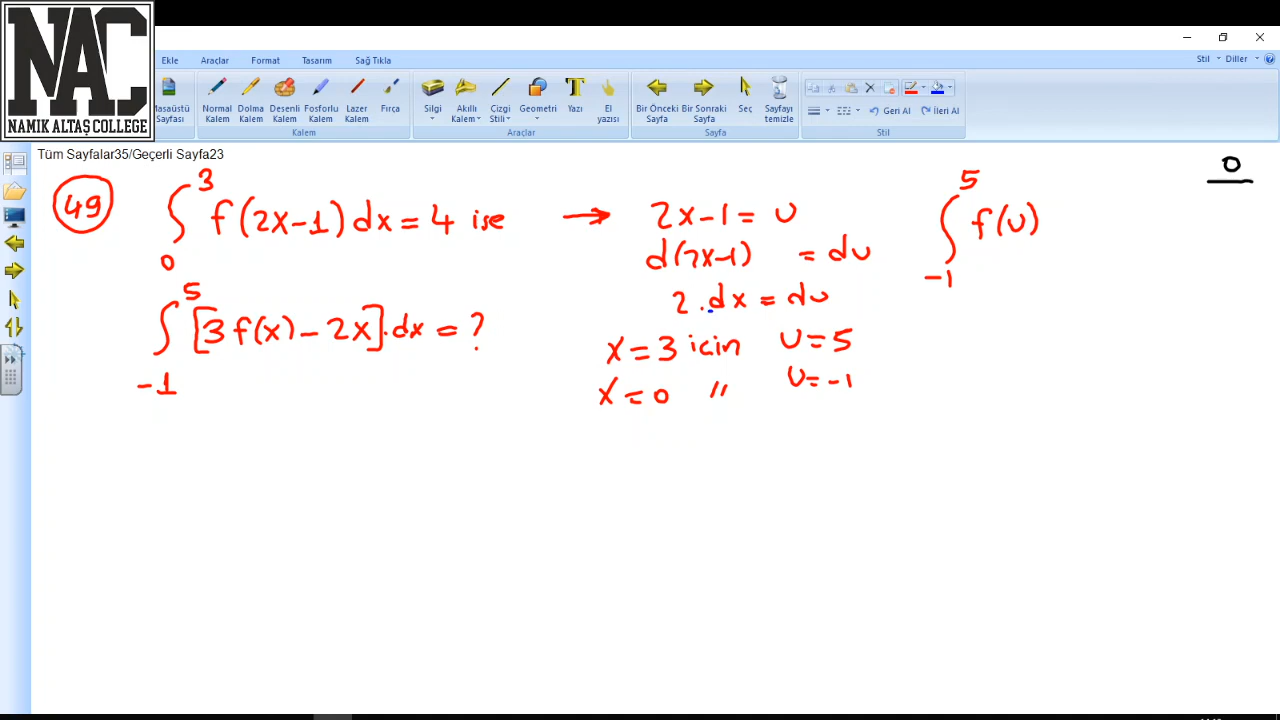 NAC
NAMIK ALTAŞ COLLEGE
Ekle Araçlar Format Tasarım Sağ Tıkla
Stil Diller
Masaüstü Sayfası
Normal Kalem Dolma Kalem Desenli Kalem Fosforlu Kalem Lazer Kalem Fırça
Silgi Akıllı Kalem Çizgi Stili Geometri Yazı El yazısı
Bir Önceki Sayfa Bir Sonraki Sayfa Seç Sayfayı temizle
Geri Al İleri Al
Kalem Araçlar Sayfa Stil
Tüm Sayfalar35/Geçerli Sayfa23
0
49 ∫₀³ f(2x-1) dx = 4 ise → 2x-1 = u
d(2x-1) = du
2.dx = du
x = 3 için u = 5
x = 0 " u = -1
∫₋₁⁵ f(u)
∫₋₁⁵ [3f(x) - 2x].dx = ?